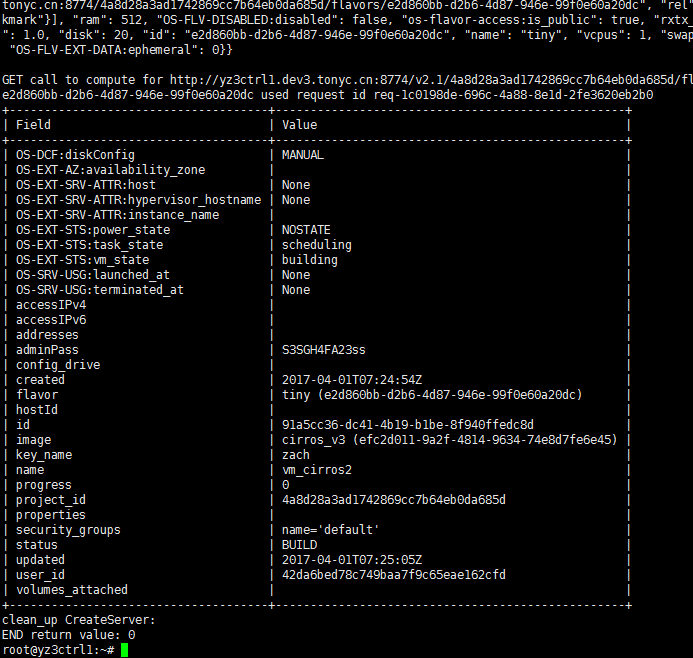 tonyc.cn:8774/4a8d28a3ad1742869cc7b64eb0da685d/flavors/e2d860bb-d2b6-4d87-946e-99f0e60a20dc", "rel"
kmark"}], "ram": 512, "OS-FLV-DISABLED:disabled": false, "os-flavor-access:is_public": true, "rxtx_
": 1.0, "disk": 20, "id": "e2d860bb-d2b6-4d87-946e-99f0e60a20dc", "name": "tiny", "vcpus": 1, "swap
"OS-FLV-EXT-DATA:ephemeral": 0}}
GET call to compute for http://yz3ctrl1.dev3.tonyc.cn:8774/v2.1/4a8d28a3ad1742869cc7b64eb0da685d/fl
e2d860bb-d2b6-4d87-946e-99f0e60a20dc used request id req-1c0198de-696c-4a88-8e1d-2fe3620eb2b0
+-----------------------------------+-----------------------------------------------+
| Field | Value |
+-----------------------------------+-----------------------------------------------+
| OS-DCF:diskConfig | MANUAL |
| OS-EXT-AZ:availability_zone | |
| OS-EXT-SRV-ATTR:host | None |
| OS-EXT-SRV-ATTR:hypervisor_hostname | None |
| OS-EXT-SRV-ATTR:instance_name | |
| OS-EXT-STS:power_state | NOSTATE |
| OS-EXT-STS:task_state | scheduling |
| OS-EXT-STS:vm_state | building |
| OS-SRV-USG:launched_at | None |
| OS-SRV-USG:terminated_at | None |
| accessIPv4 | |
| accessIPv6 | |
| addresses | |
| adminPass | S3SGH4FA23ss |
| config_drive | |
| created | 2017-04-01T07:24:54Z |
| flavor | tiny (e2d860bb-d2b6-4d87-946e-99f0e60a20dc) |
| hostId | |
| id | 91a5cc36-dc41-4b19-b1be-8f940ffedc8d |
| image | cirros_v3 (efc2d011-9a2f-4814-9634-74e8d7fe6e45) |
| key_name | zach |
| name | vm_cirros2 |
| progress | 0 |
| project_id | 4a8d28a3ad1742869cc7b64eb0da685d |
| properties | |
| security_groups | name='default' |
| status | BUILD |
| updated | 2017-04-01T07:25:05Z |
| user_id | 42da6bed78c749baa7f9c65eae162cfd |
| volumes_attached | |
+-----------------------------------+-----------------------------------------------+
clean_up CreateServer:
END return value: 0
root@yz3ctrl1:~#